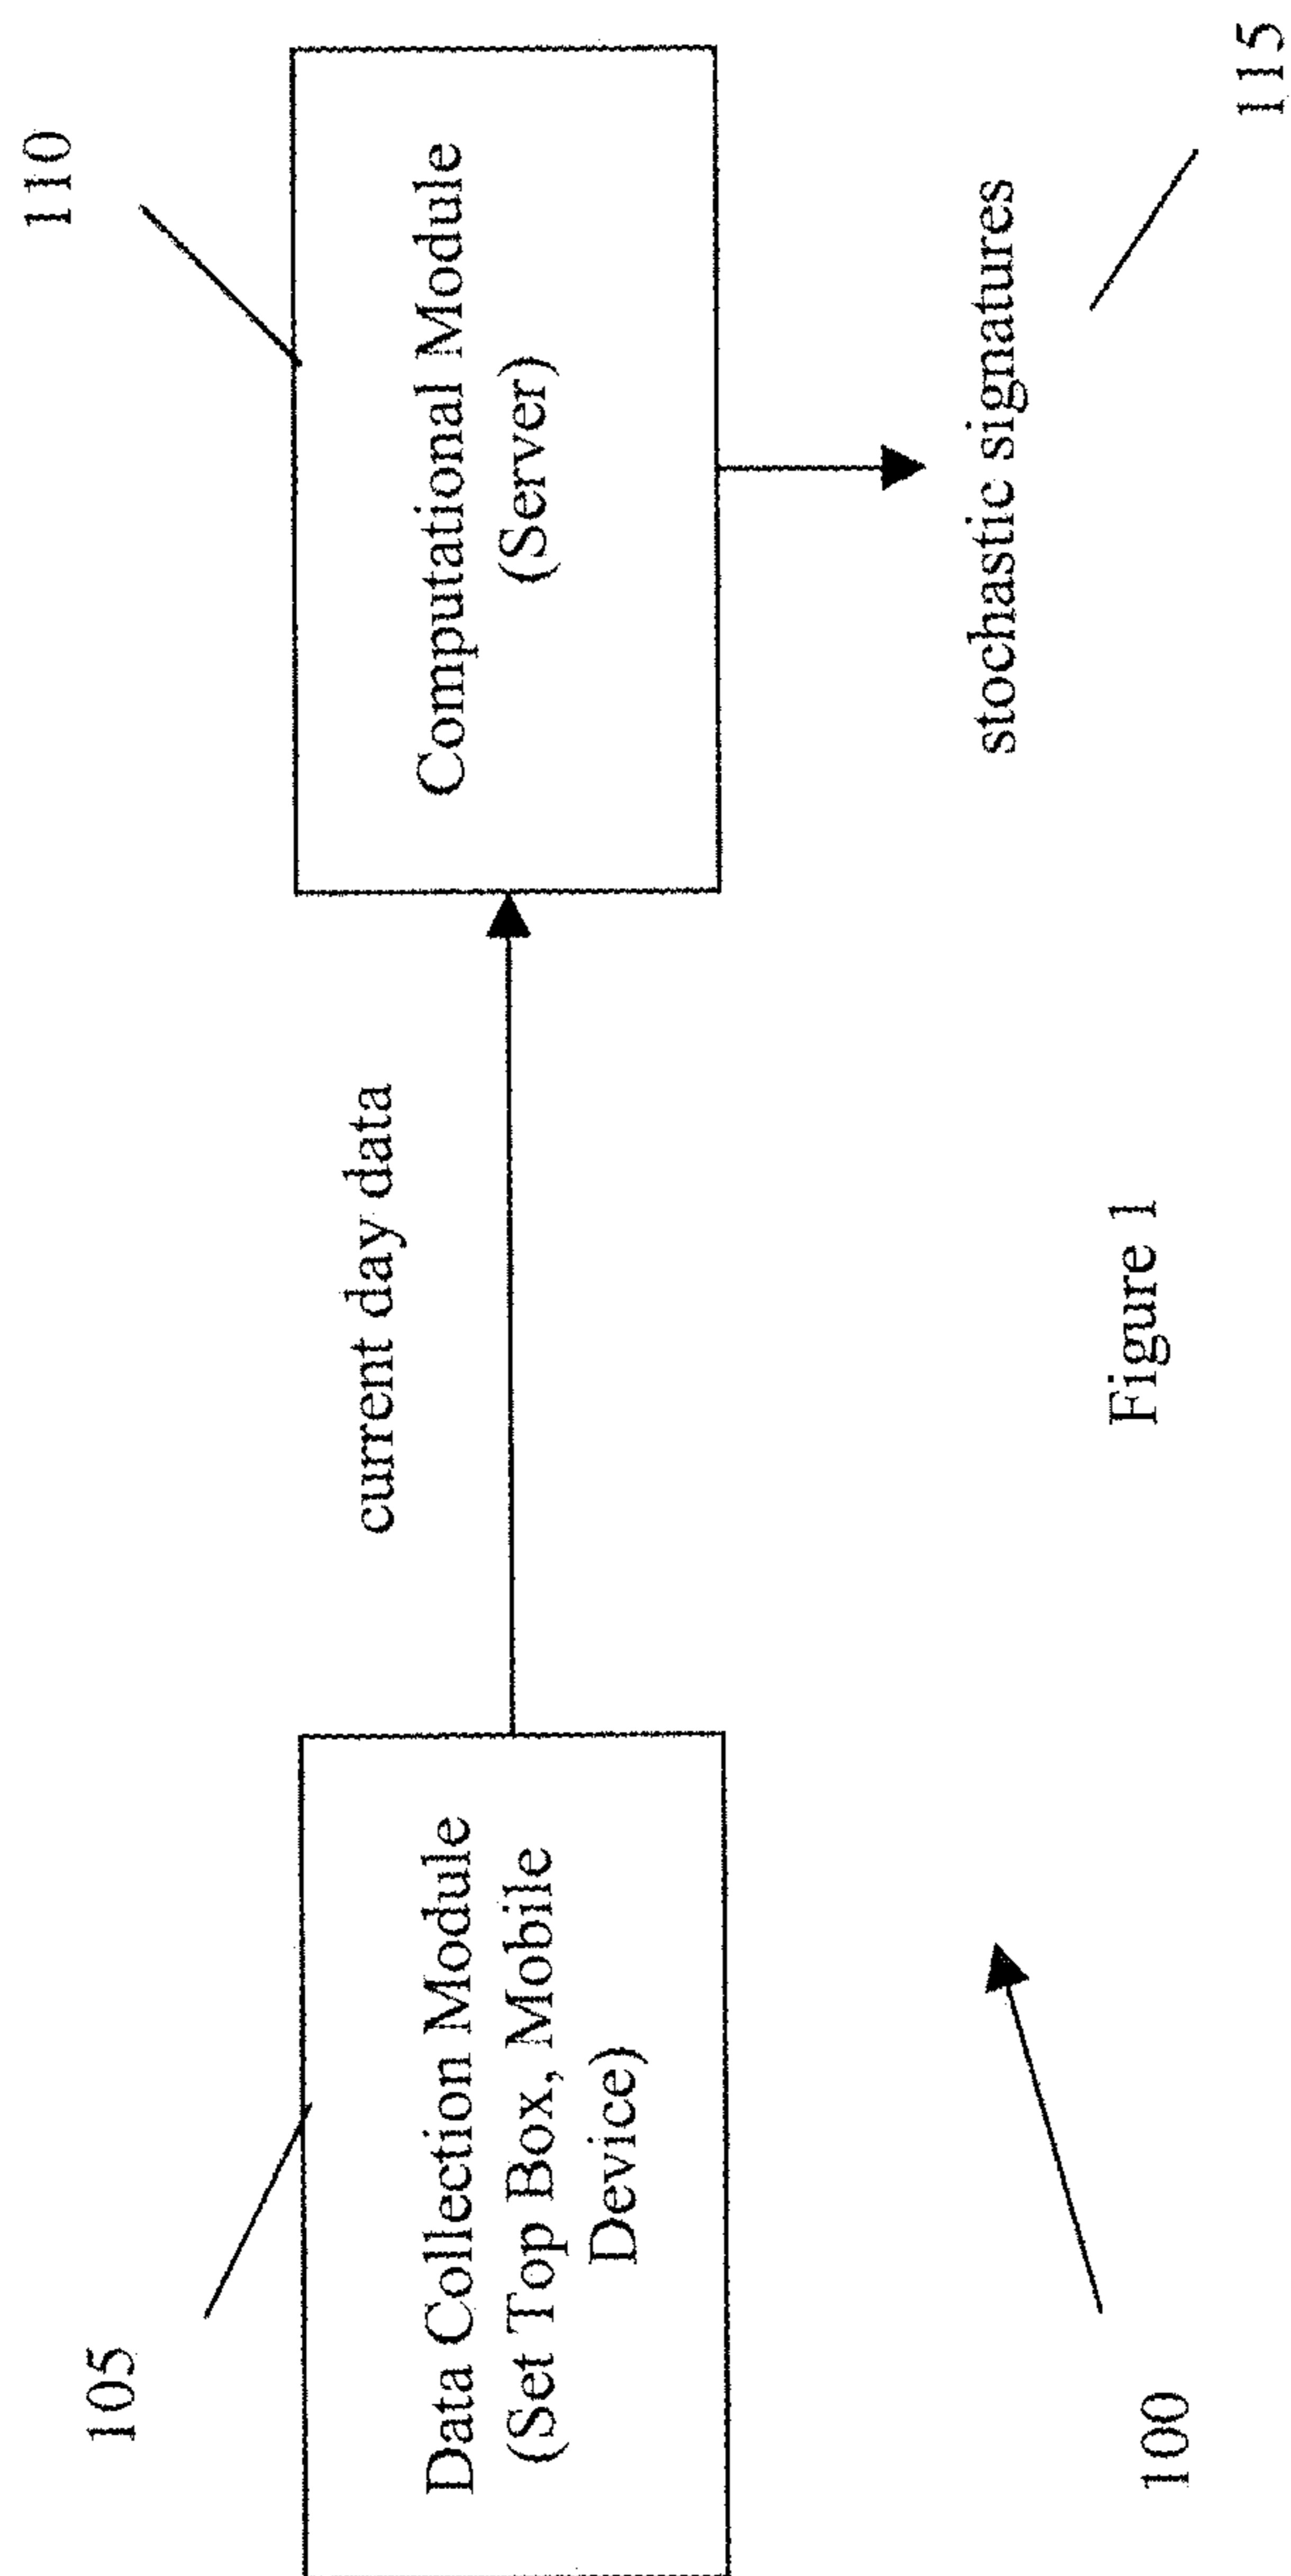 105
110
current day data
Data Collection Module
(Set Top Box, Mobile
Device)
Computational Module
(Server)
stochastic signatures
115
100
Figure 1